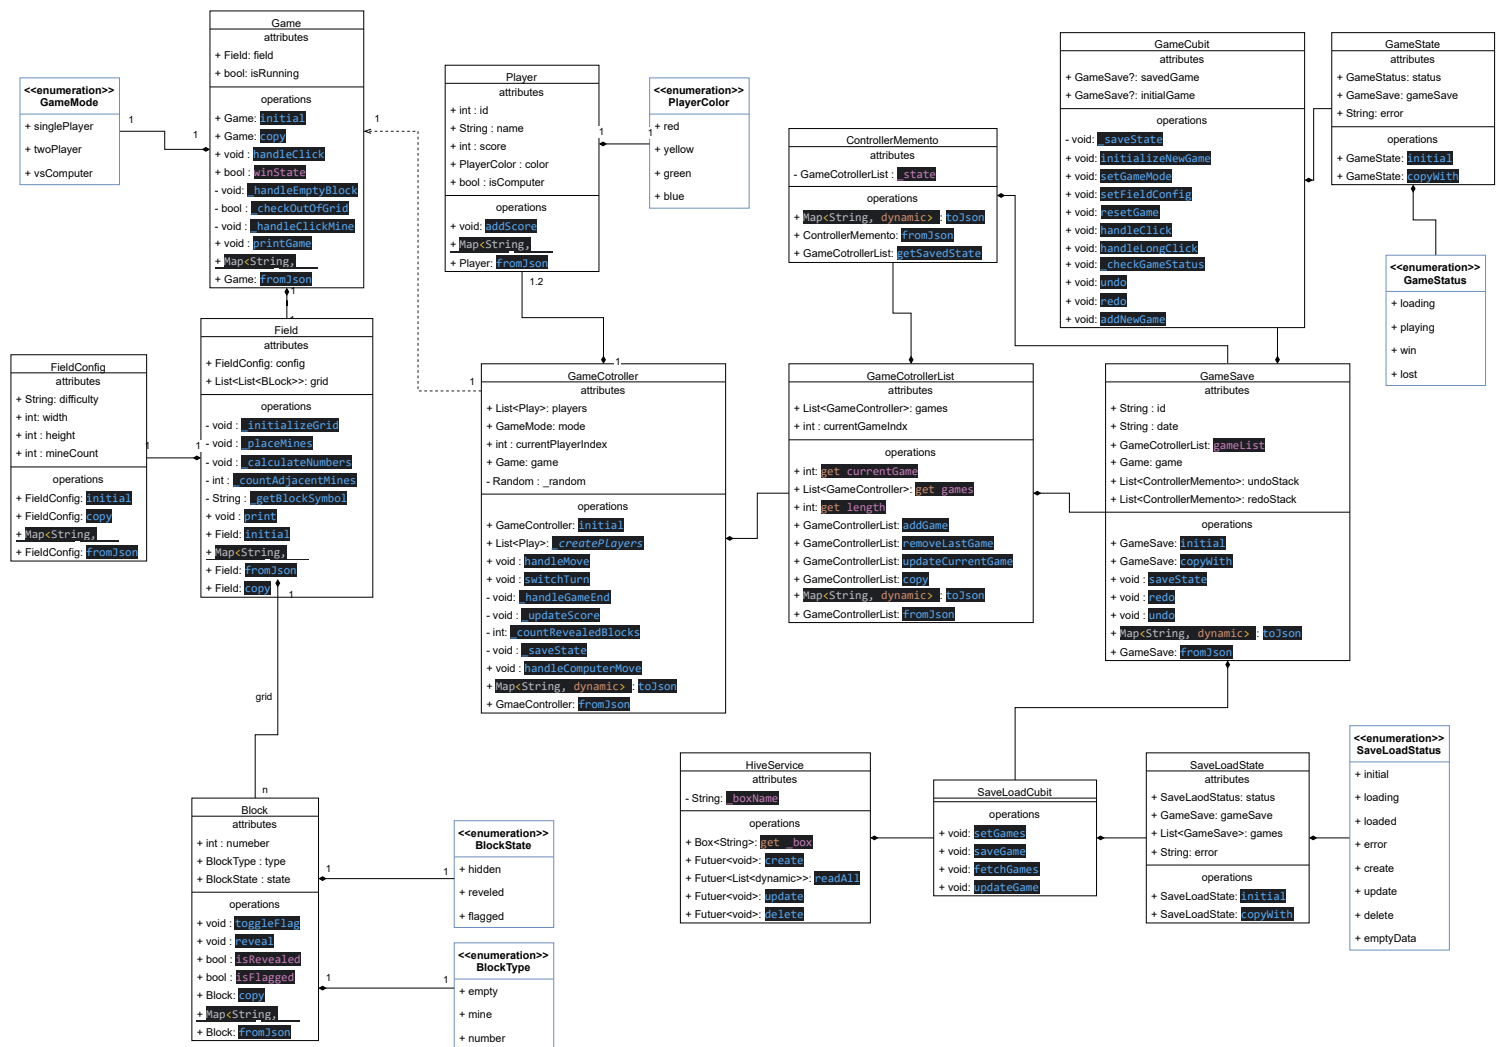 Game
attributes
+ Field: field
+ bool: isRunning
operations
+ Game: initial
+ Game: copy
+ void : handleClick
+ bool : winState
- void: _handleEmptyBlock
- bool : _checkOutOfGrid
- void : _handleClickMine
+ void : printGame
+ Map<String,
+ Game: fromJson
<<enumeration>>
GameMode
+ singlePlayer
+ twoPlayer
+ vsComputer
1
1
Player
attributes
+ int : id
+ String : name
+ int : score
+ PlayerColor : color
+ bool : isComputer
operations
+ void: addScore
+ Map<String,
+ Player: fromJson
<<enumeration>>
PlayerColor
+ red
+ yellow
+ green
+ blue
1
1
1
1
1.2
1
ControllerMemento
attributes
- GameCotrollerList : _state
operations
+ Map<String, dynamic> : toJson
+ ControllerMemento: fromJson
+ GameCotrollerList: getSavedState
GameCubit
attributes
+ GameSave?: savedGame
+ GameSave?: initialGame
operations
- void: _saveState
+ void: initializeNewGame
+ void: setGameMode
+ void: setFieldConfig
+ void: resetGame
+ void: handleClick
+ void: handleLongClick
+ void: _checkGameStatus
+ void: undo
+ void: redo
+ void: addNewGame
GameState
attributes
+ GameStatus: status
+ GameSave: gameSave
+ String: error
operations
+ GameState: initial
+ GameState: copyWith
<<enumeration>>
GameStatus
+ loading
+ playing
+ win
+ lost
1
Field
attributes
+ FieldConfig: config
+ List<List<BLock>>: grid
operations
- void : _initializeGrid
- void : _placeMines
- void : _calculateNumbers
- int : _countAdjacentMines
- String : _getBlockSymbol
+ void : print
+ Field: initial
+ Map<String,
+ Field: fromJson
+ Field: copy
FieldConfig
attributes
+ String: difficulty
+ int: width
+ int : height
+ int : mineCount
operations
+ FieldConfig: initial
+ FieldConfig: copy
+ Map<String,
+ FieldConfig: fromJson
1
1
1
GameCotroller
attributes
+ List<Play>: players
+ GameMode: mode
+ int : currentPlayerIndex
+ Game: game
- Random : _random
operations
+ GameController: initial
+ List<Play>: _createPlayers
+ void : handleMove
+ void : switchTurn
- void: _handleGameEnd
- void : _updateScore
- int: _countRevealedBlocks
- void : _saveState
+ void : handleComputerMove
+ Map<String, dynamic> : toJson
+ GmaeController: fromJson
GameCotrollerList
attributes
+ List<GameController>: games
+ int : currentGameIndx
operations
+ int: get currentGame
+ List<GameController>: get games
+ int: get length
+ GameControllerList: addGame
GameControllerList: removeLastGame
GameControllerList: updateCurrentGame
+ GameControllerList: copy
+ Map<String, dynamic> : toJson
+ GameControllerList: fromJson
GameSave
attributes
+ String : id
+ String : date
+ GameCotrollerList: gameList
+ Game: game
+ List<ControllerMemento>: undoStack
+ List<ControllerMemento>: redoStack
operations
+ GameSave: initial
+ GameSave: copyWith
+ void : saveState
+ void : redo
+ void : undo
+ Map<String, dynamic> : toJson
+ GameSave: fromJson
grid
n
Block
attributes
+ int : numeber
+ BlockType : type
+ BlockState : state
operations
+ void : toggleFlag
+ void : reveal
+ bool : isRevealed
+ bool : isFlagged
+ Block: copy
+ Map<String,
+ Block: fromJson
<<enumeration>>
BlockState
+ hidden
+ reveled
+ flagged
1
1
<<enumeration>>
BlockType
+ empty
+ mine
+ number
1
1
HiveService
attributes
- String: _boxName
operations
+ Box<String>: get _box
+ Futuer<void>: create
+ Futuer<List<dynamic>>: readAll
+ Futuer<void>: update
+ Futuer<void>: delete
SaveLoadCubit
operations
+ void: setGames
+ void: saveGame
+ void: fetchGames
+ void: updateGame
SaveLoadState
attributes
+ SaveLaodStatus: status
+ GameSave: gameSave
+ List<GameSave>: games
+ String: error
operations
+ SaveLoadState: initial
+ SaveLoadState: copyWith
<<enumeration>>
SaveLoadStatus
+ initial
+ loading
+ loaded
+ error
+ create
+ update
+ delete
+ emptyData